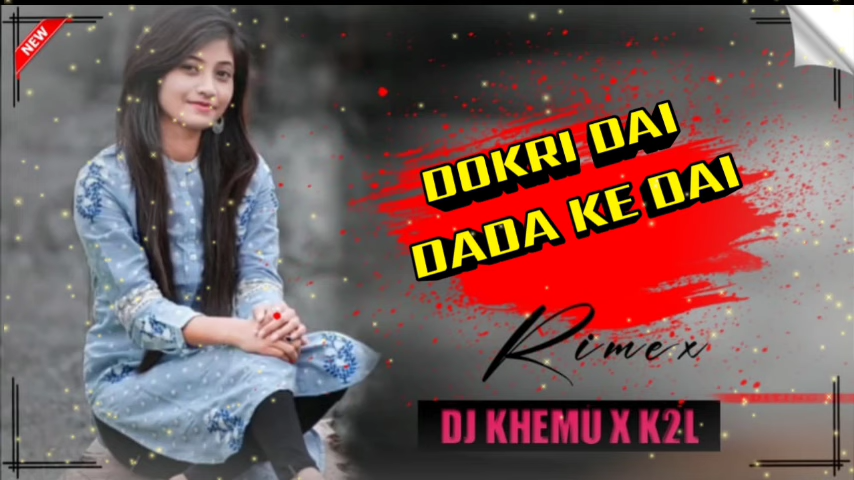 NEW
DOKRI DAI
DADA KE DAI
Rimex
DJ KHEMU X K2L